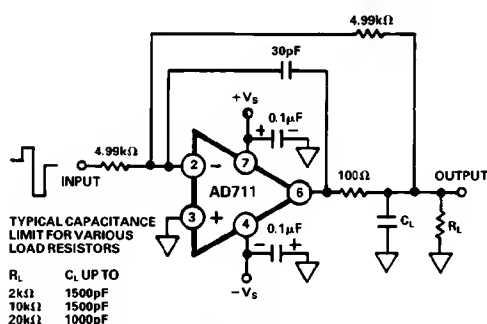 4.99kΩ
30pF
+VS
0.1µF
+ −
4.99kΩ
INPUT
2 −
7
AD711
6
100Ω
OUTPUT
3 +
4
0.1µF
− +
CL
RL
−VS
TYPICAL CAPACITANCE
LIMIT FOR VARIOUS
LOAD RESISTORS
RL CL UP TO
2kΩ 1500pF
10kΩ 1500pF
20kΩ 1000pF